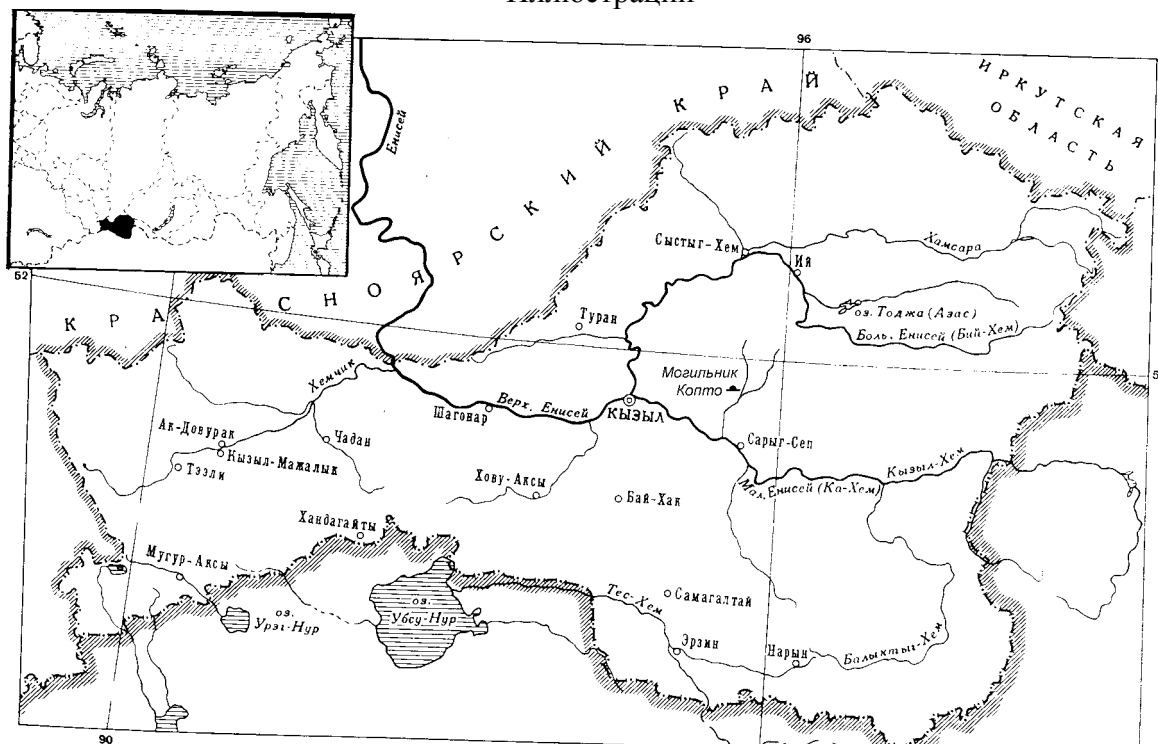 Иллюстрации
96
ИРКУТСКАЯ
ОБЛАСТЬ
КРАСНОЯРСКИЙ КРАЙ
Енисей
52
Сыстыг-Хем
Хамсара
Ия
оз. Тоджа (Азас)
Боль. Енисей (Бий-Хем)
Туран
Могильник
Копто
Хемчик
Шагонар
Верх. Енисей
КЫЗЫЛ
Ак-Довурак
Чадан
Кызыл-Мажалык
Тээли
Сарыг-Сеп
Кызыл-Хем
Мал. Енисей (Ка-Хем)
Хову-Аксы
Бай-Хак
Хандагайты
Мугур-Аксы
оз.
Урэг-Нур
оз.
Убсу-Нур
Тес-Хем
Самагалтай
Эрзин
Нарын
Балыктыг-Хем
90